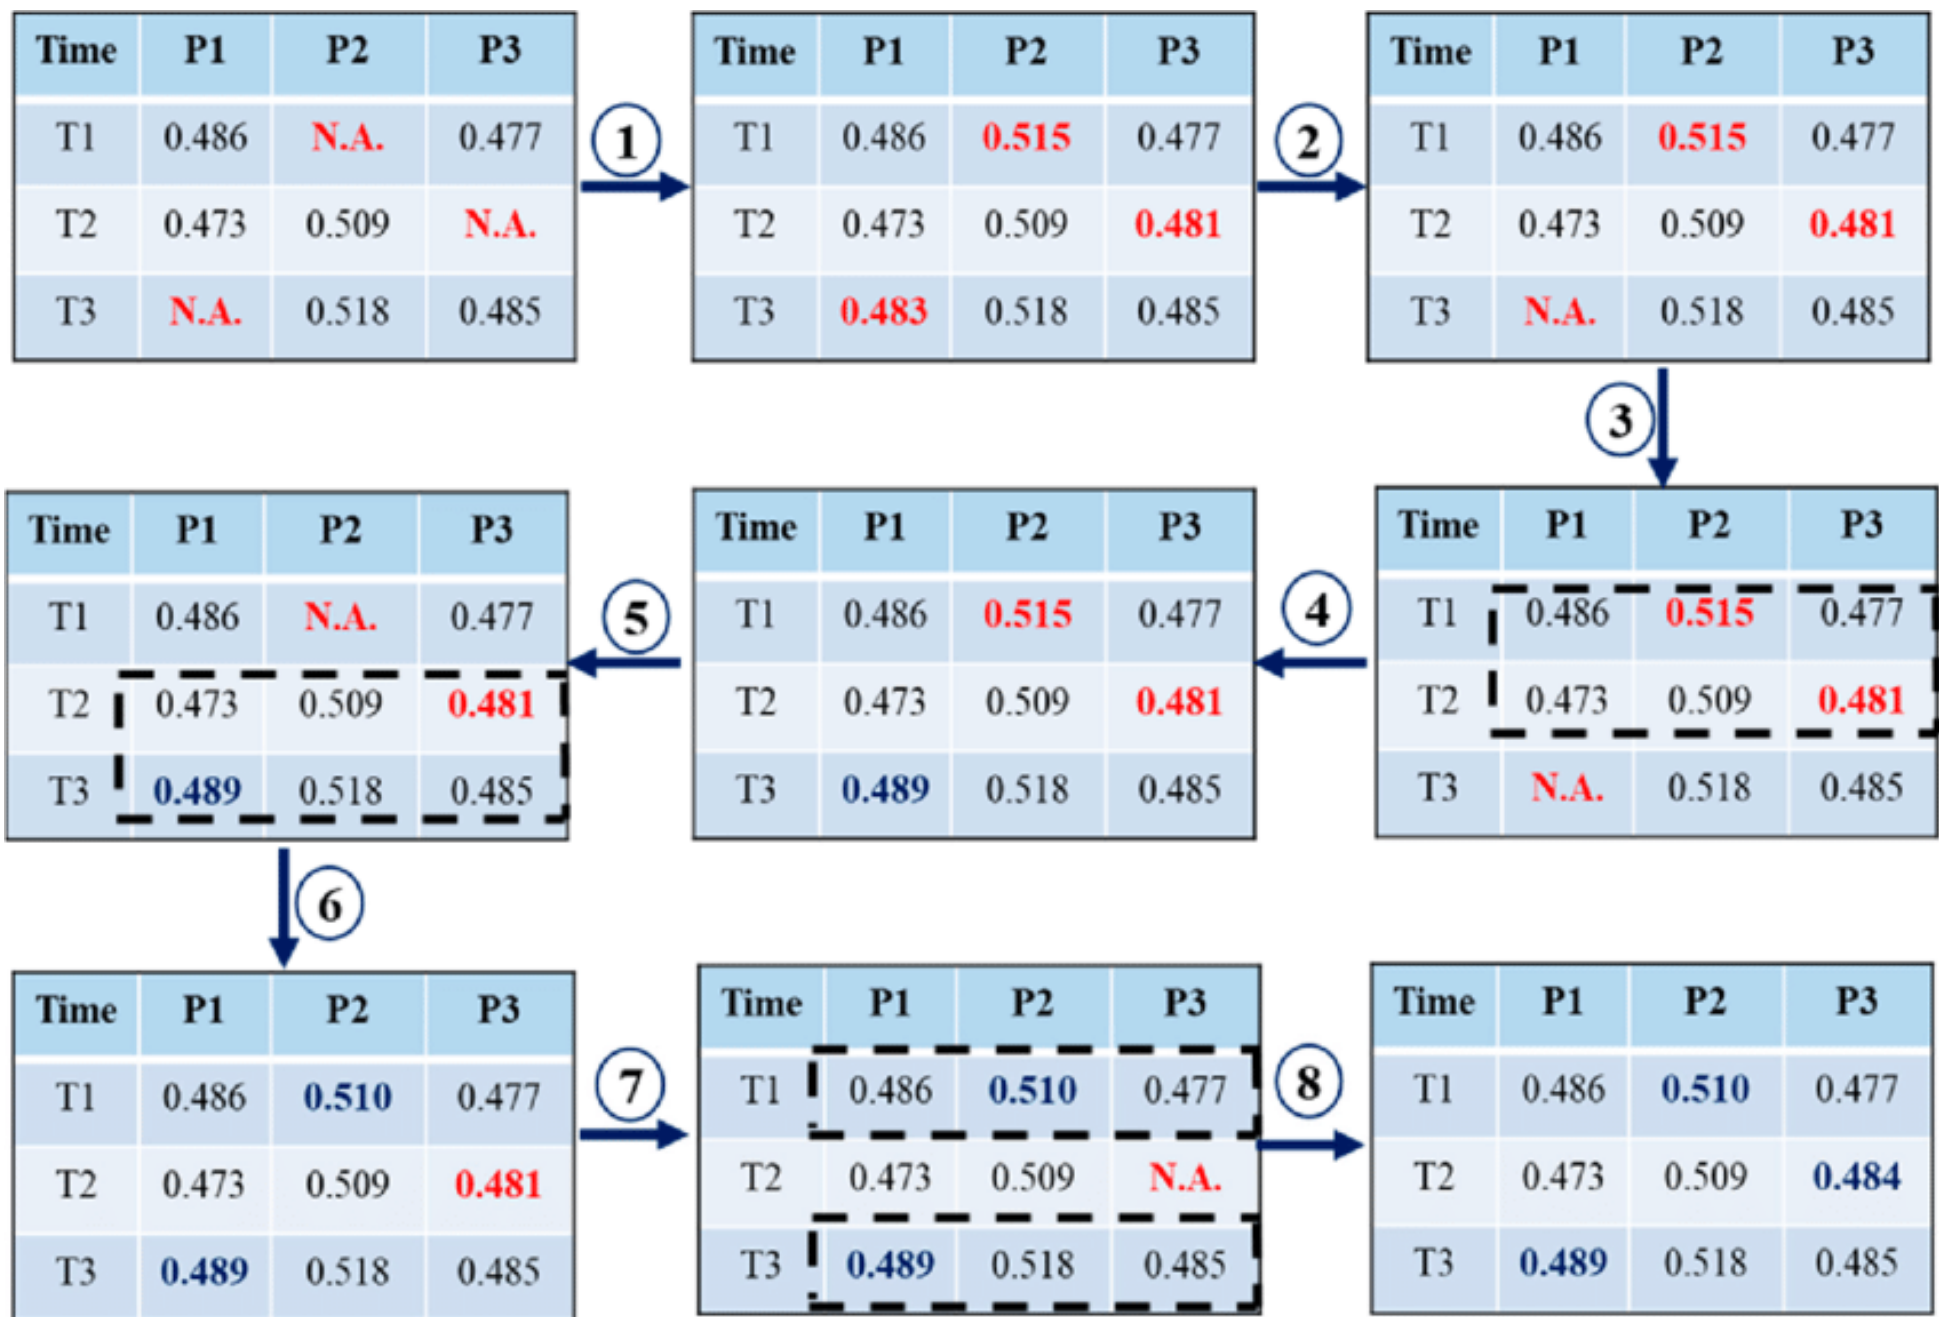 Time P1 P2 P3
T1 0.486 N.A. 0.477
T2 0.473 0.509 N.A.
T3 N.A. 0.518 0.485
1
Time P1 P2 P3
T1 0.486 0.515 0.477
T2 0.473 0.509 0.481
T3 0.483 0.518 0.485
2
Time P1 P2 P3
T1 0.486 0.515 0.477
T2 0.473 0.509 0.481
T3 N.A. 0.518 0.485
3
Time P1 P2 P3
T1 0.486 0.515 0.477
T2 0.473 0.509 0.481
T3 N.A. 0.518 0.485
4
Time P1 P2 P3
T1 0.486 0.515 0.477
T2 0.473 0.509 0.481
T3 0.489 0.518 0.485
5
Time P1 P2 P3
T1 0.486 N.A. 0.477
T2 0.473 0.509 0.481
T3 0.489 0.518 0.485
6
Time P1 P2 P3
T1 0.486 0.510 0.477
T2 0.473 0.509 0.481
T3 0.489 0.518 0.485
7
Time P1 P2 P3
T1 0.486 0.510 0.477
T2 0.473 0.509 N.A.
T3 0.489 0.518 0.485
8
Time P1 P2 P3
T1 0.486 0.510 0.477
T2 0.473 0.509 0.484
T3 0.489 0.518 0.485